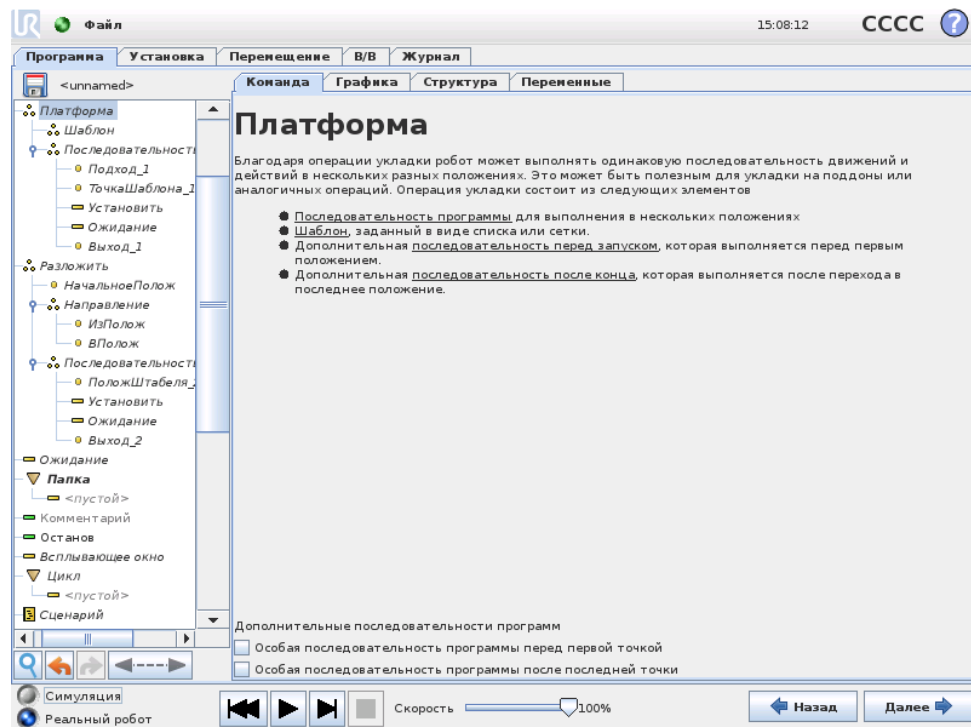 UR Файл 15:08:12 CCCC ?
Программа Установка Перемещение В/В Журнал
<unnamed>
Команда Графика Структура Переменные
Платформа
Шаблон
Последовательност
Подход_1
ТочкаШаблона_1
Установить
Ожидание
Выход_1
Разложить
НачальноеПолож
Направление
ИзПолож
ВПолож
Последовательност
ПоложШтабеля_2
Установить
Ожидание
Выход_2
Ожидание
Папка
<пустой>
Комментарий
Останов
Всплывающее окно
Цикл
<пустой>
Сценарий
Платформа
Благодаря операции укладки робот может выполнять одинаковую последовательность движений и
действий в нескольких разных положениях. Это может быть полезным для укладки на поддоны или
аналогичных операций. Операция укладки состоит из следующих элементов
Последовательность программы для выполнения в нескольких положениях
Шаблон, заданный в виде списка или сетки.
Дополнительная последовательность перед запуском, которая выполняется перед первым
положением.
Дополнительная последовательность после конца, которая выполняется после перехода в
последнее положение.
Дополнительные последовательности программ
Особая последовательность программы перед первой точкой
Особая последовательность программы после последней точки
Симуляция
Реальный робот
Скорость 100%
Назад Далее